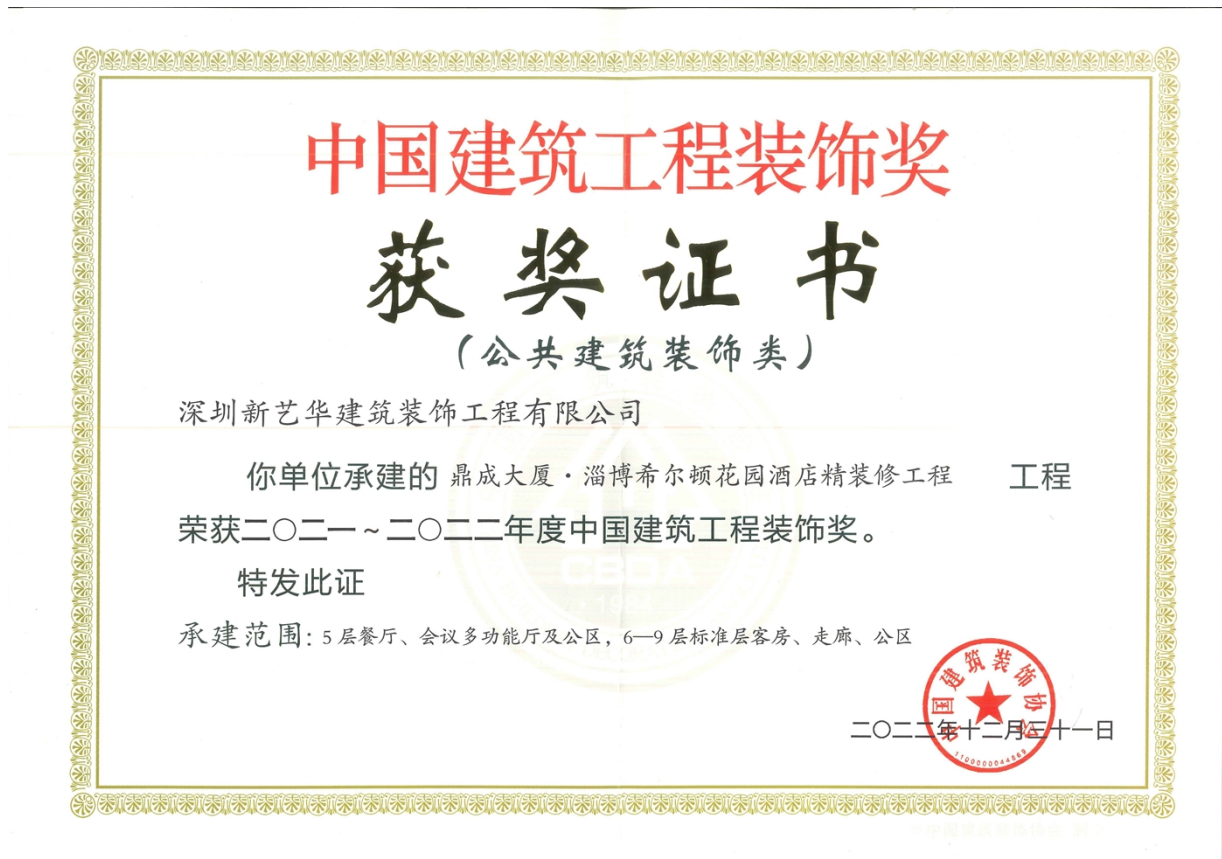 中国建筑工程装饰奖
获奖证书
（公共建筑装饰类）
深圳新艺华建筑装饰工程有限公司
你单位承建的 鼎成大厦·淄博希尔顿花园酒店精装修工程 工程
荣获二〇二一~二〇二二年度中国建筑工程装饰奖。
特发此证
承建范围：5层餐厅、会议多功能厅及公区，6—9层标准层客房、走廊、公区
中国建筑装饰协会
二〇二二年十二月三十一日
1100000044869
CBDA